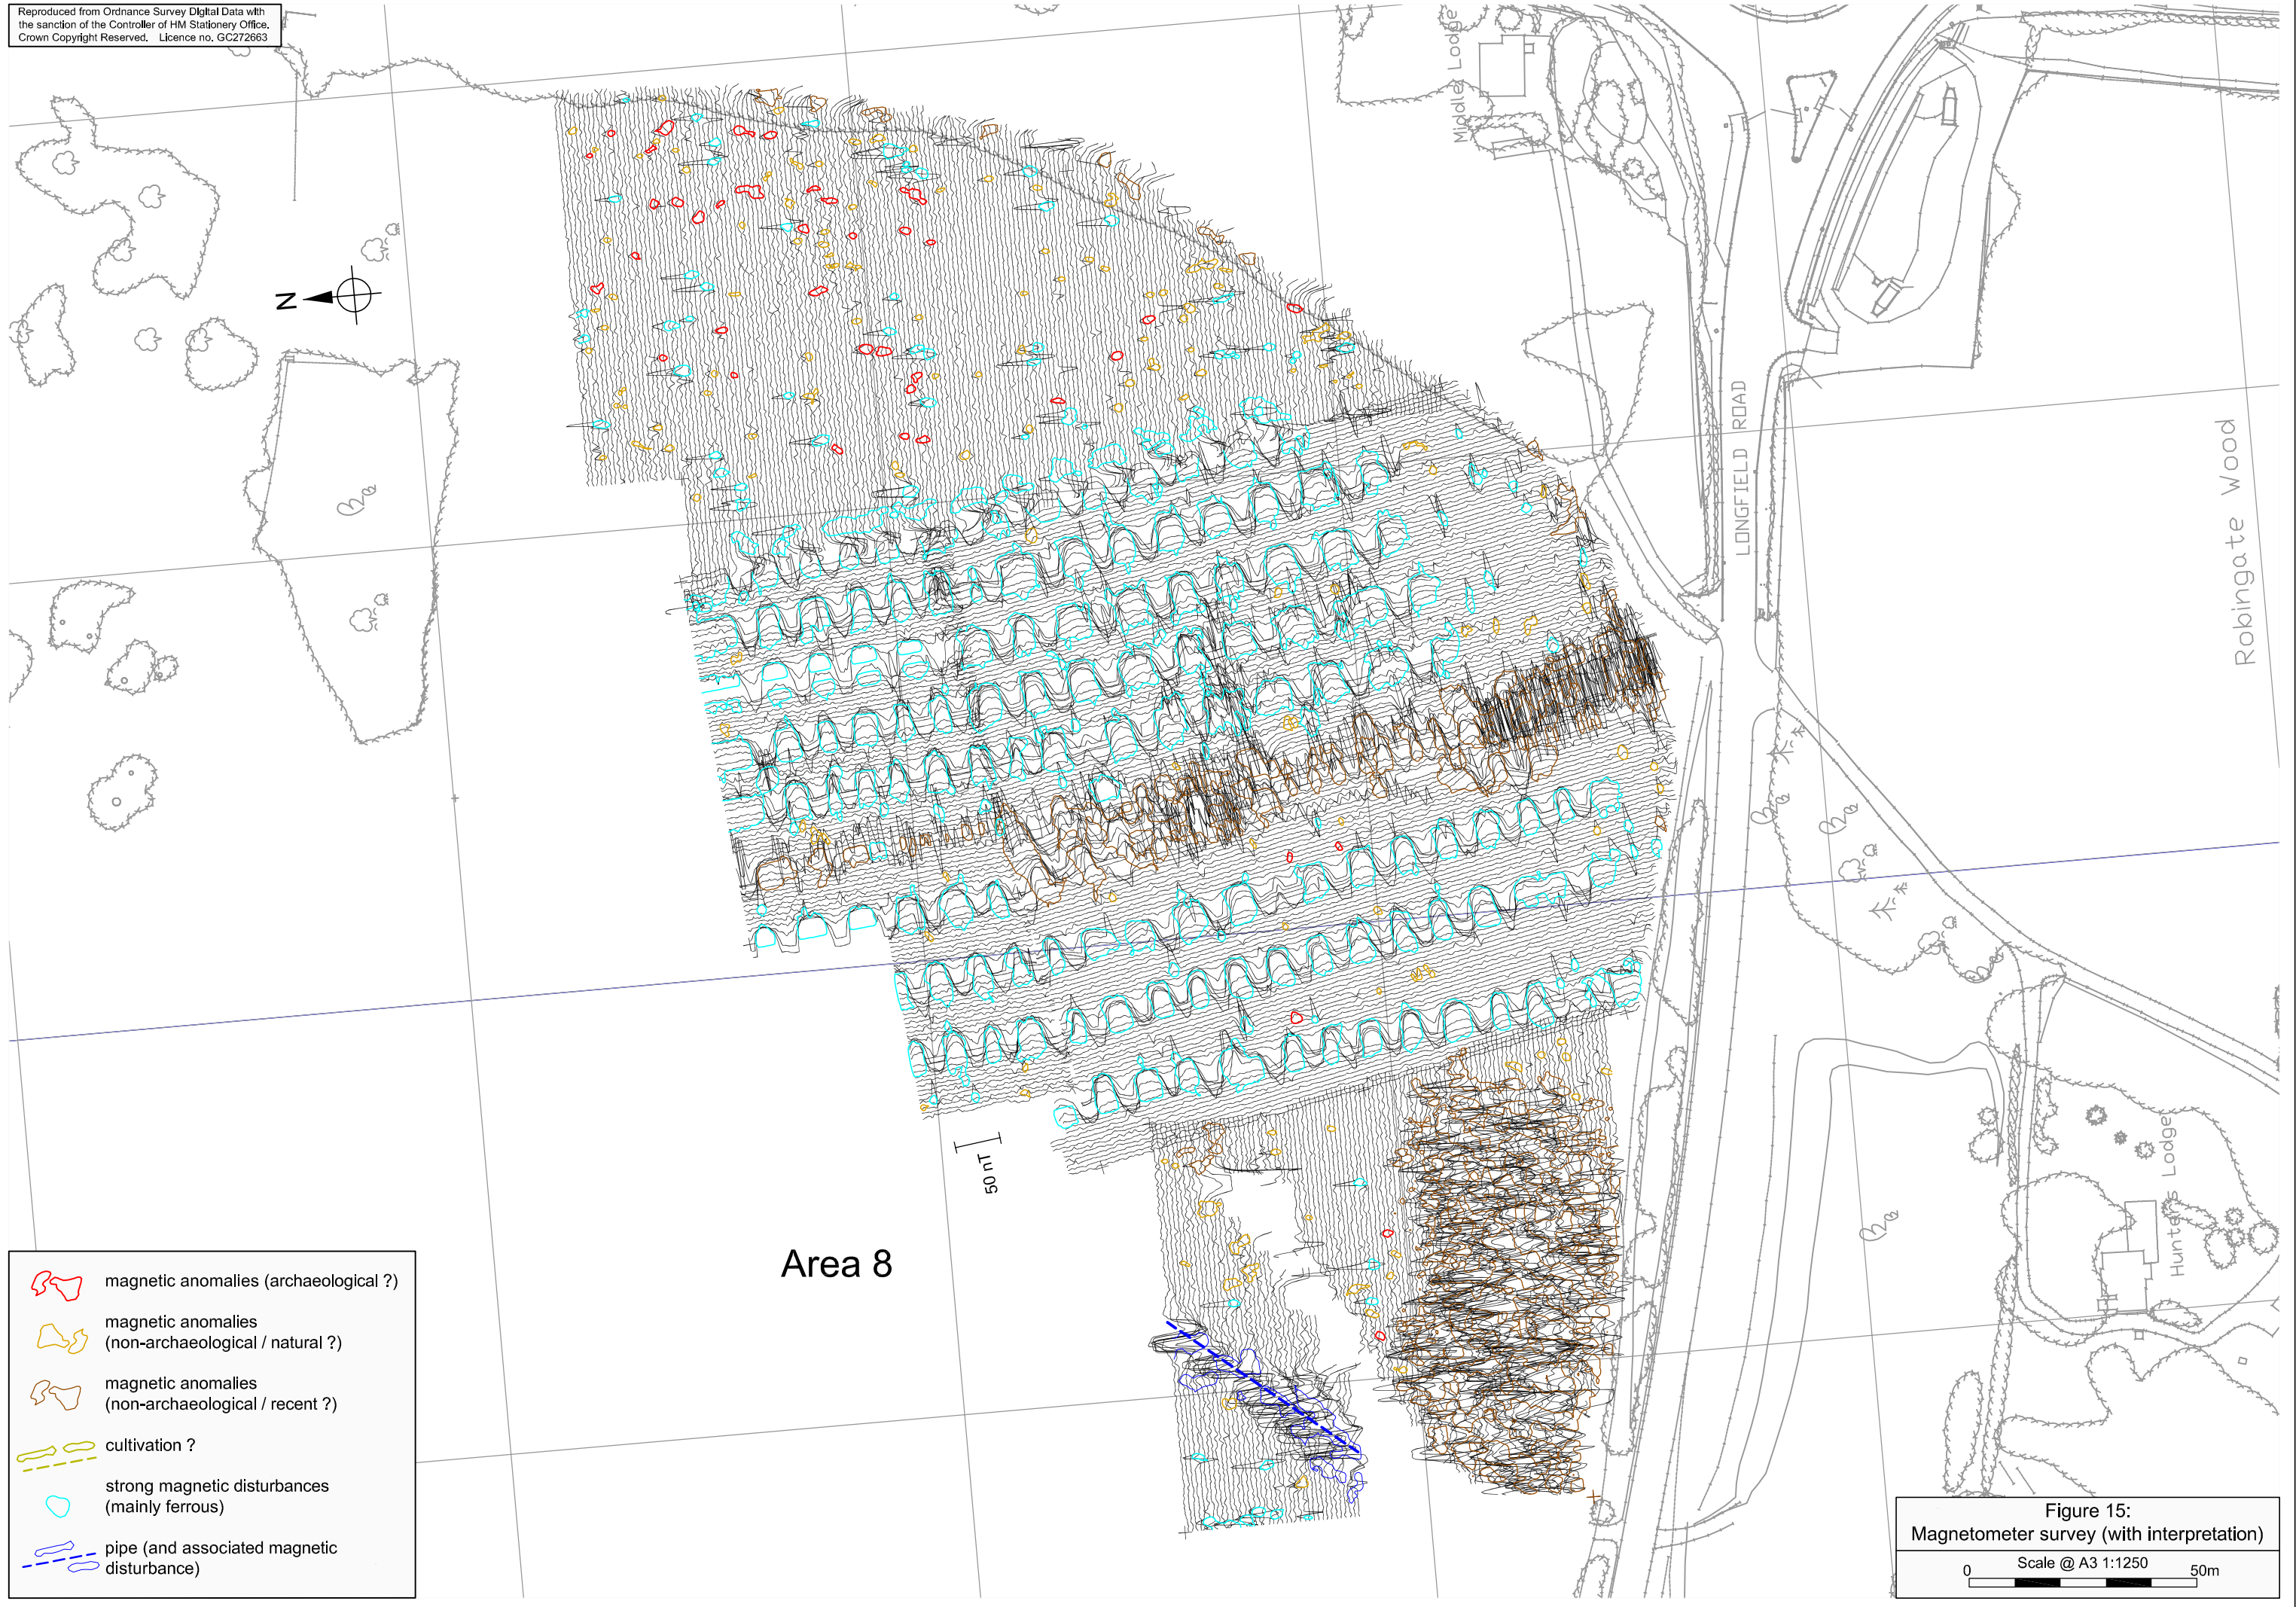 Reproduced from Ordnance Survey Digital Data with
the sanction of the Controller of HM Stationery Office.
Crown Copyright Reserved. Licence no. GC272663
Middle Lodge
N
LONGFIELD ROAD
Robingate Wood
50 nT
Area 8
Hunters Lodge
magnetic anomalies (archaeological ?)
magnetic anomalies
(non-archaeological / natural ?)
magnetic anomalies
(non-archaeological / recent ?)
cultivation ?
strong magnetic disturbances
(mainly ferrous)
pipe (and associated magnetic
disturbance)
Figure 15:
Magnetometer survey (with interpretation)
Scale @ A3 1:1250
0 50m